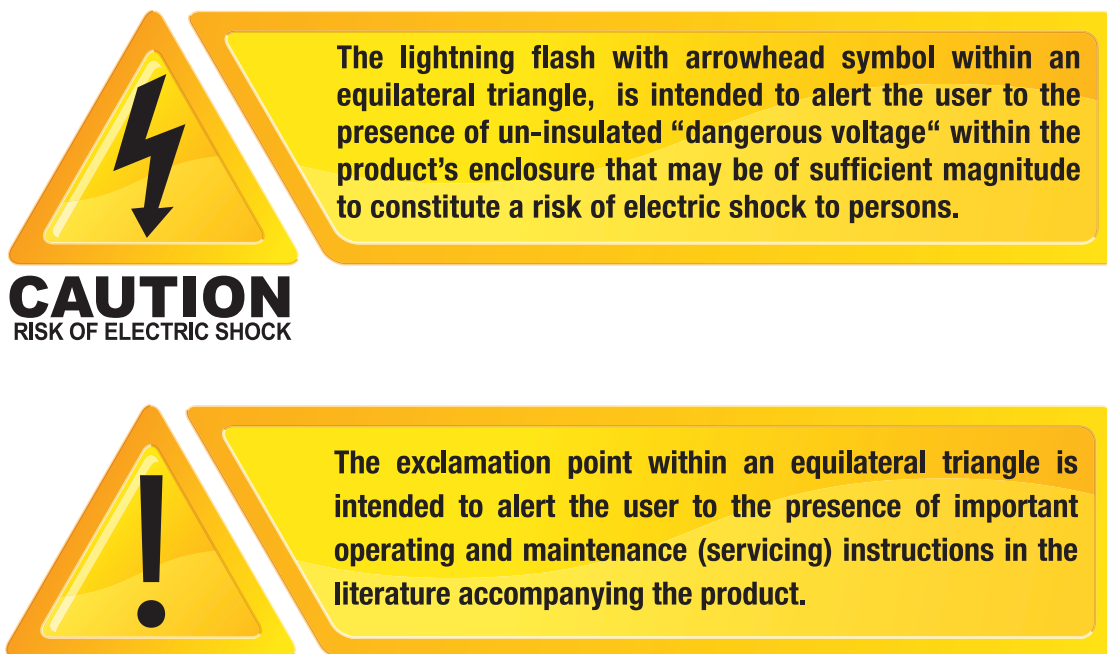 The lightning flash with arrowhead symbol within an
equilateral triangle, is intended to alert the user to the
presence of un-insulated “dangerous voltage“ within the
product’s enclosure that may be of sufficient magnitude
to constitute a risk of electric shock to persons.
CAUTION
RISK OF ELECTRIC SHOCK
The exclamation point within an equilateral triangle is
intended to alert the user to the presence of important
operating and maintenance (servicing) instructions in the
literature accompanying the product.